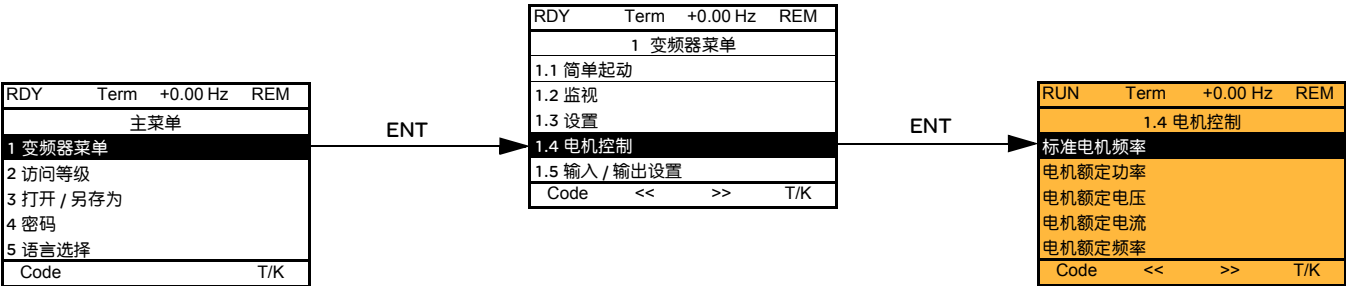 RDY Term +0.00 Hz REM
主菜单
1 变频器菜单
2 访问等级
3 打开 / 另存为
4 密码
5 语言选择
Code T/K
ENT
RDY Term +0.00 Hz REM
1 变频器菜单
1.1 简单起动
1.2 监视
1.3 设置
1.4 电机控制
1.5 输入 / 输出设置
Code << >> T/K
ENT
RUN Term +0.00 Hz REM
1.4 电机控制
标准电机频率
电机额定功率
电机额定电压
电机额定电流
电机额定频率
Code << >> T/K